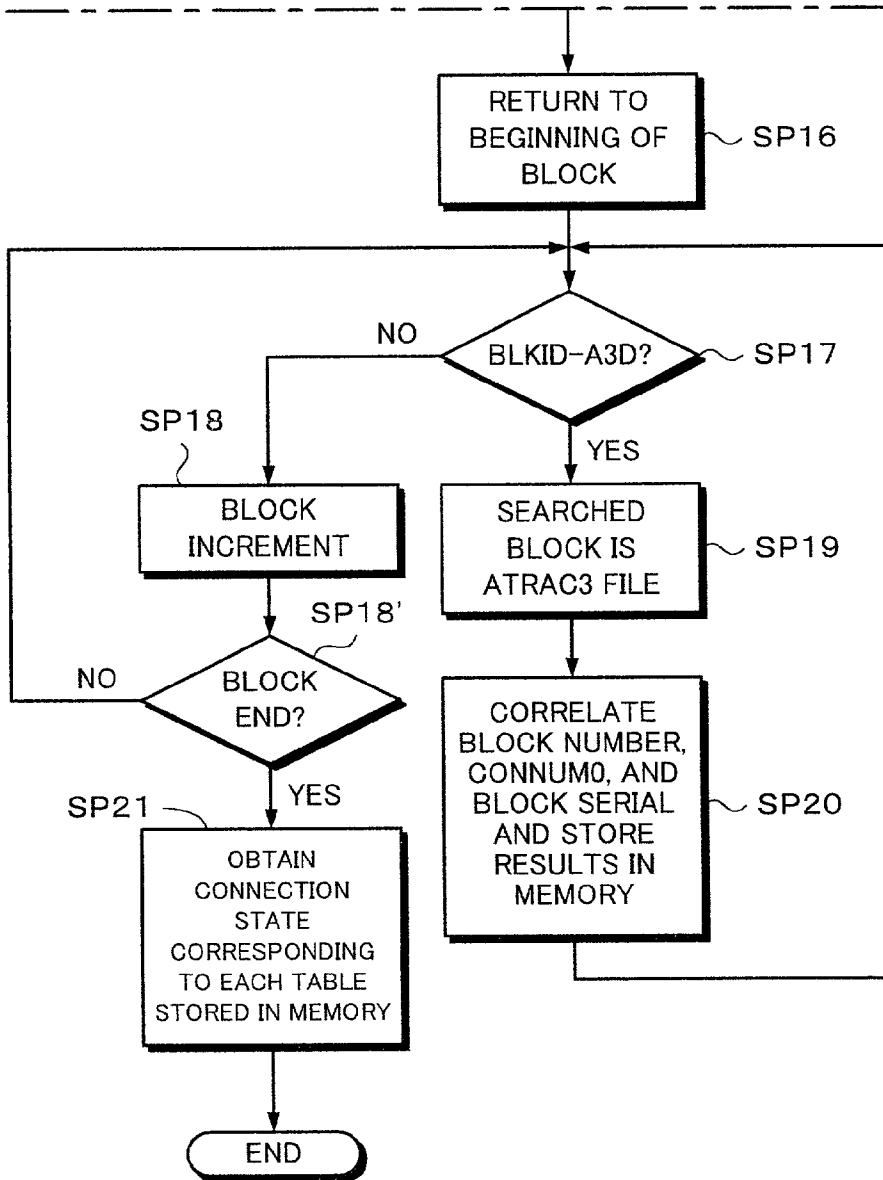 RETURN TO
BEGINNING OF
BLOCK
SP16
NO
BLKID-A3D?
SP17
SP18
YES
BLOCK
INCREMENT
SEARCHED
BLOCK IS
ATRAC3 FILE
SP19
SP18'
NO
BLOCK
END?
CORRELATE
BLOCK NUMBER,
CONNUM0, AND
BLOCK SERIAL
AND STORE
RESULTS IN
MEMORY
SP20
YES
SP21
OBTAIN
CONNECTION
STATE
CORRESPONDING
TO EACH TABLE
STORED IN MEMORY
END